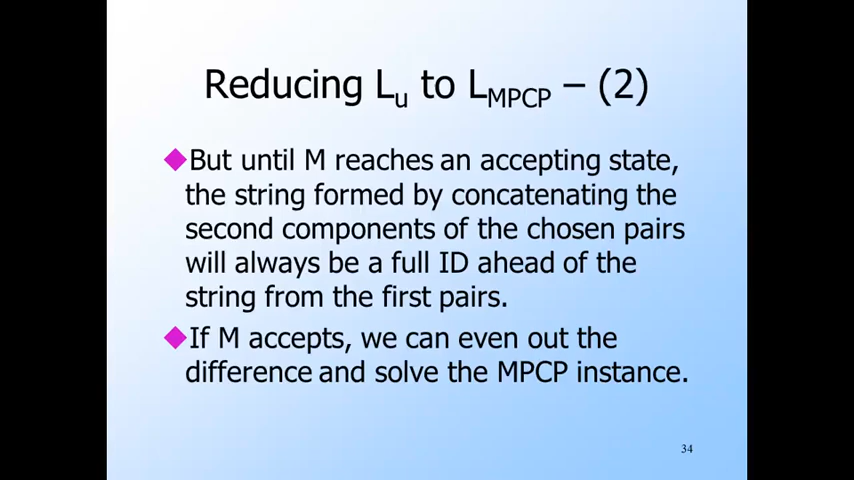 Reducing Lu to LMPCP – (2)
But until M reaches an accepting state,
the string formed by concatenating the
second components of the chosen pairs
will always be a full ID ahead of the
string from the first pairs.
If M accepts, we can even out the
difference and solve the MPCP instance.
34